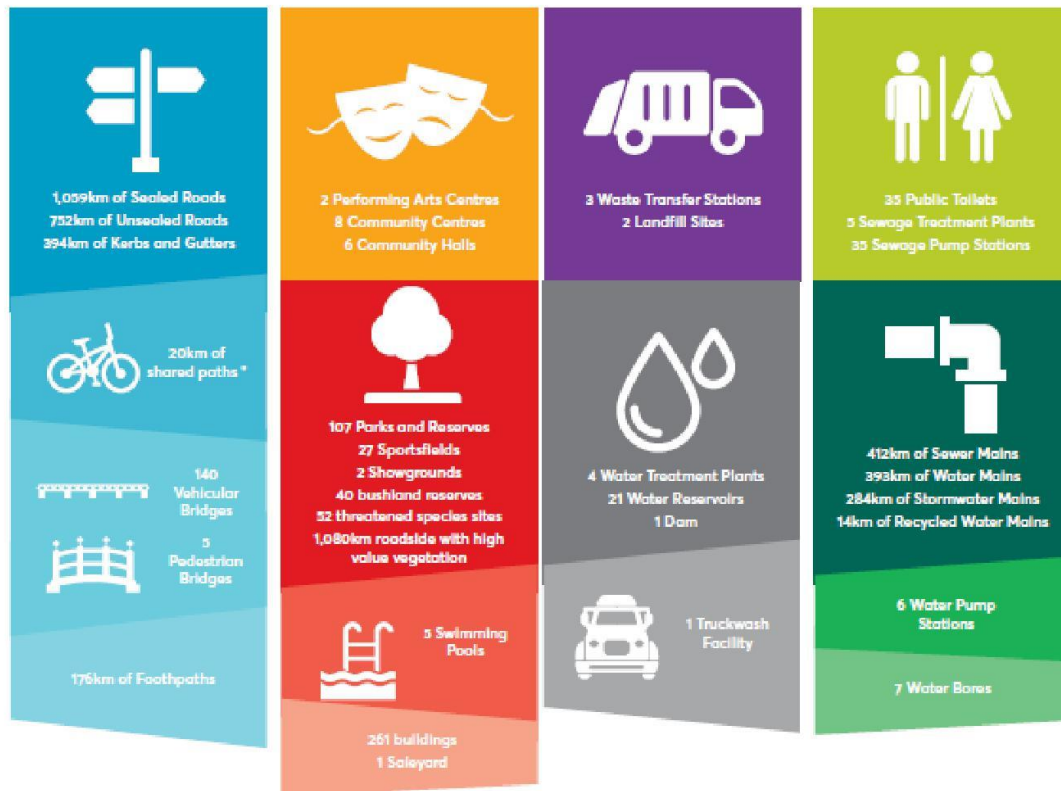 1,059km of Sealed Roads
752km of Unsealed Roads
394km of Kerbs and Gutters
20km of
shared paths *
140
Vehicular
Bridges
5
Pedestrian
Bridges
176km of Footpaths
2 Performing Arts Centres
8 Community Centres
6 Community Halls
107 Parks and Reserves
27 Sportsfields
2 Showgrounds
40 bushland reserves
52 threatened species sites
1,080km roadside with high
value vegetation
5 Swimming
Pools
261 buildings
1 Saleyard
3 Waste Transfer Stations
2 Landfill Sites
4 Water Treatment Plants
21 Water Reservoirs
1 Dam
1 Truckwash
Facility
35 Public Toilets
5 Sewage Treatment Plants
35 Sewage Pump Stations
412km of Sewer Mains
393km of Water Mains
284km of Stormwater Mains
14km of Recycled Water Mains
6 Water Pump
Stations
7 Water Bores